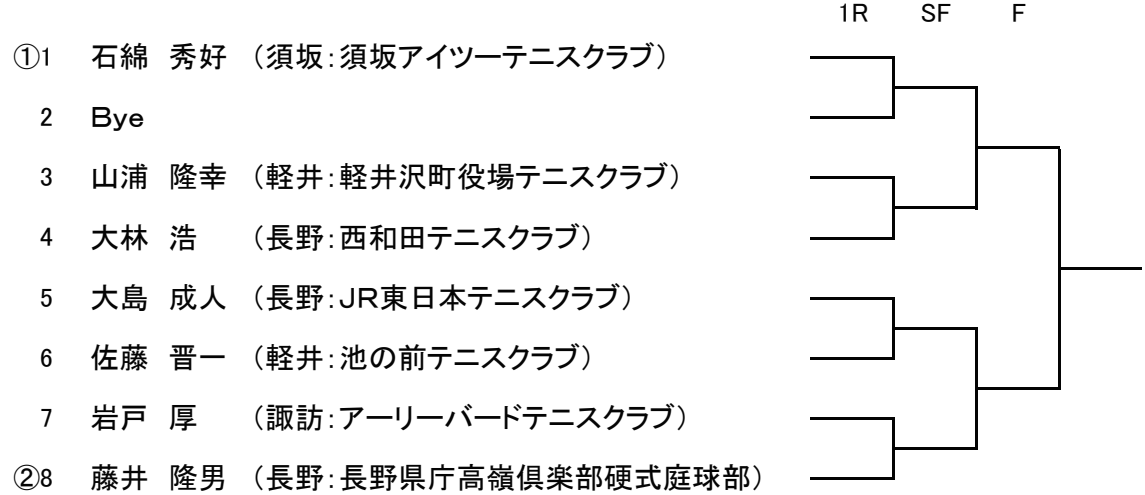 1R SF F
①1 石綿 秀好 (須坂:須坂アイツーテニスクラブ)
2 Bye
3 山浦 隆幸 (軽井:軽井沢町役場テニスクラブ)
4 大林 浩 (長野:西和田テニスクラブ)
5 大島 成人 (長野:JR東日本テニスクラブ)
6 佐藤 晋一 (軽井:池の前テニスクラブ)
7 岩戸 厚 (諏訪:アーリーバードテニスクラブ)
②8 藤井 隆男 (長野:長野県庁高嶺倶楽部硬式庭球部)